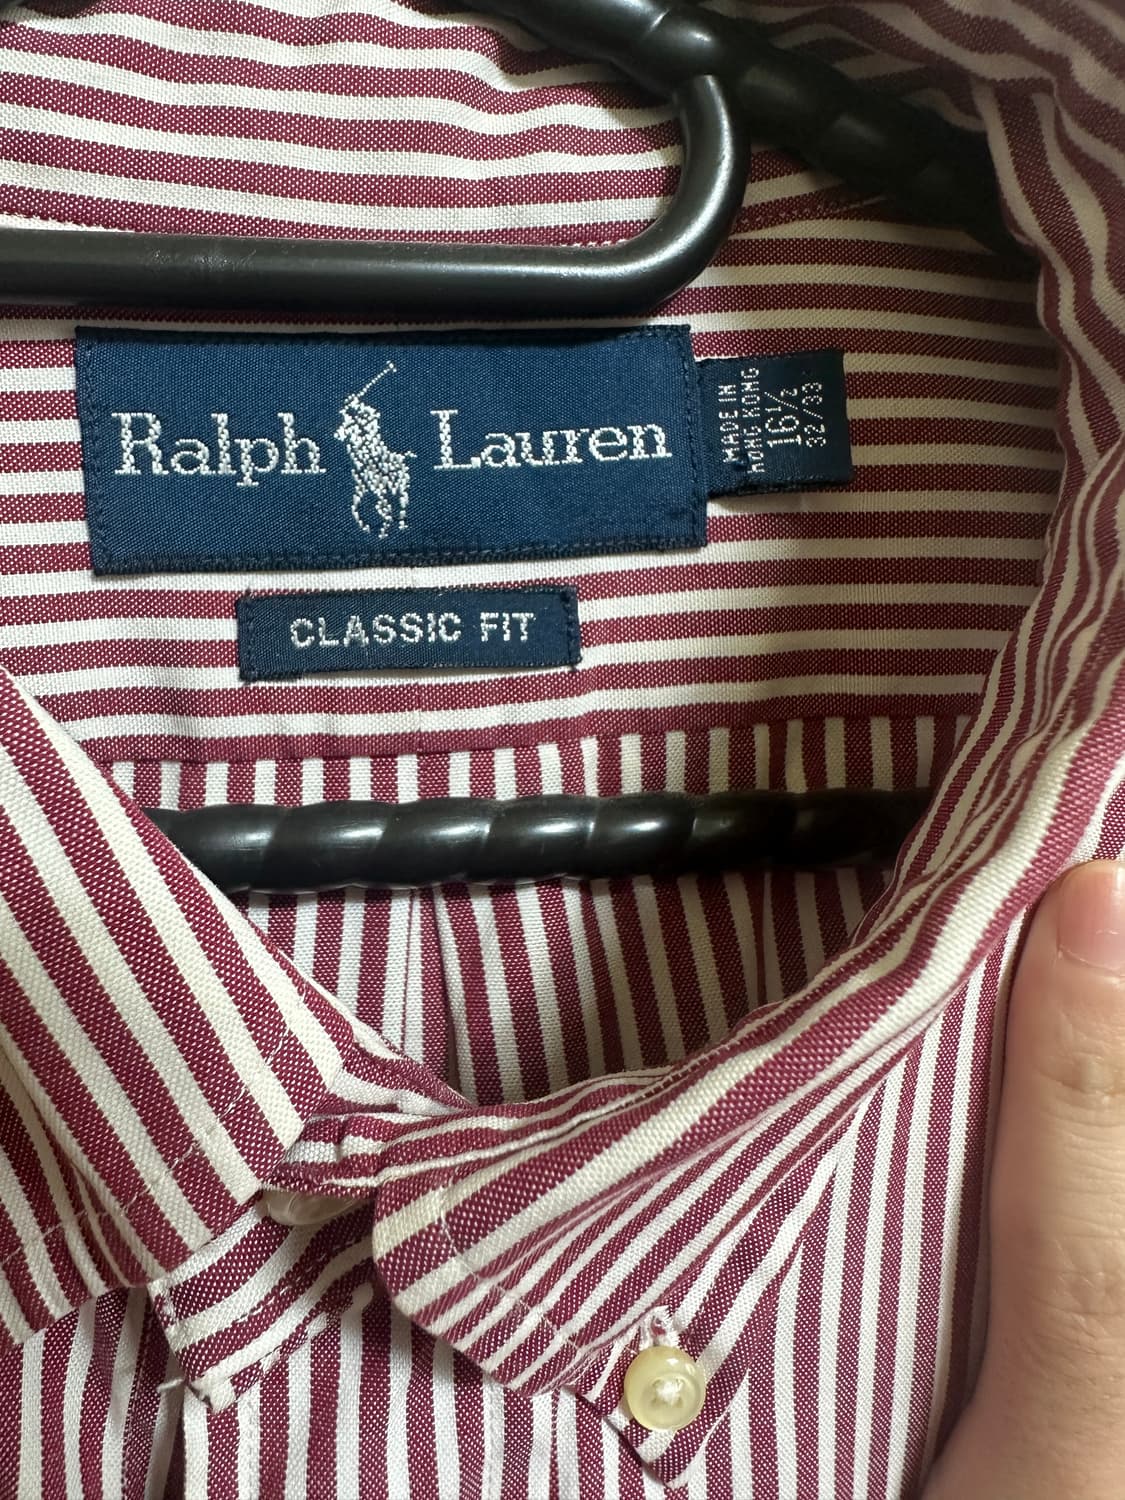 Ralph Lauren
MADE IN
HONG KONG
16½
32/33
CLASSIC FIT